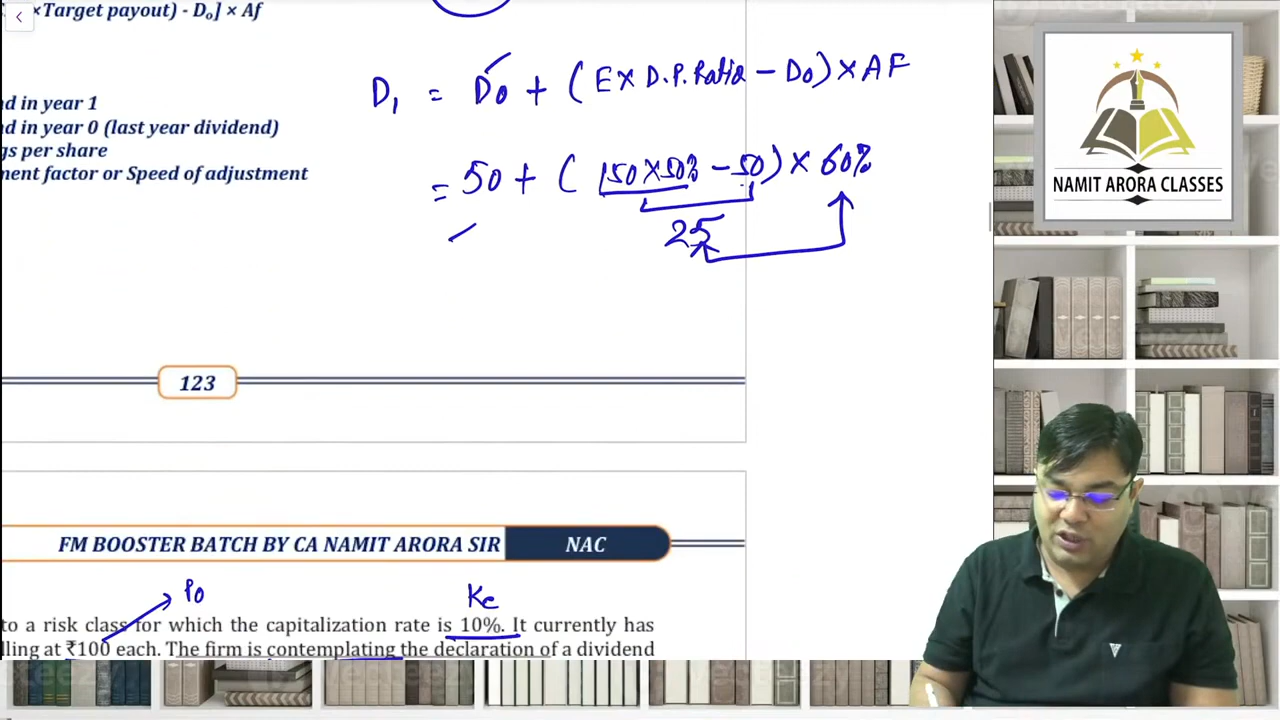 ×Target payout) - D₀] × Af
D₁ = D₀ + (E × D.P. Ratio – D₀) × AF
nd in year 1
nd in year 0 (last year dividend)
gs per share
ment factor or Speed of adjustment
= 50 + (150 × 50% – 50) × 60%
25
NAMIT ARORA CLASSES
123
FM BOOSTER BATCH BY CA NAMIT ARORA SIR NAC
P₀ Ke
to a risk class for which the capitalization rate is 10%. It currently has
lling at ₹100 each. The firm is contemplating the declaration of a dividend